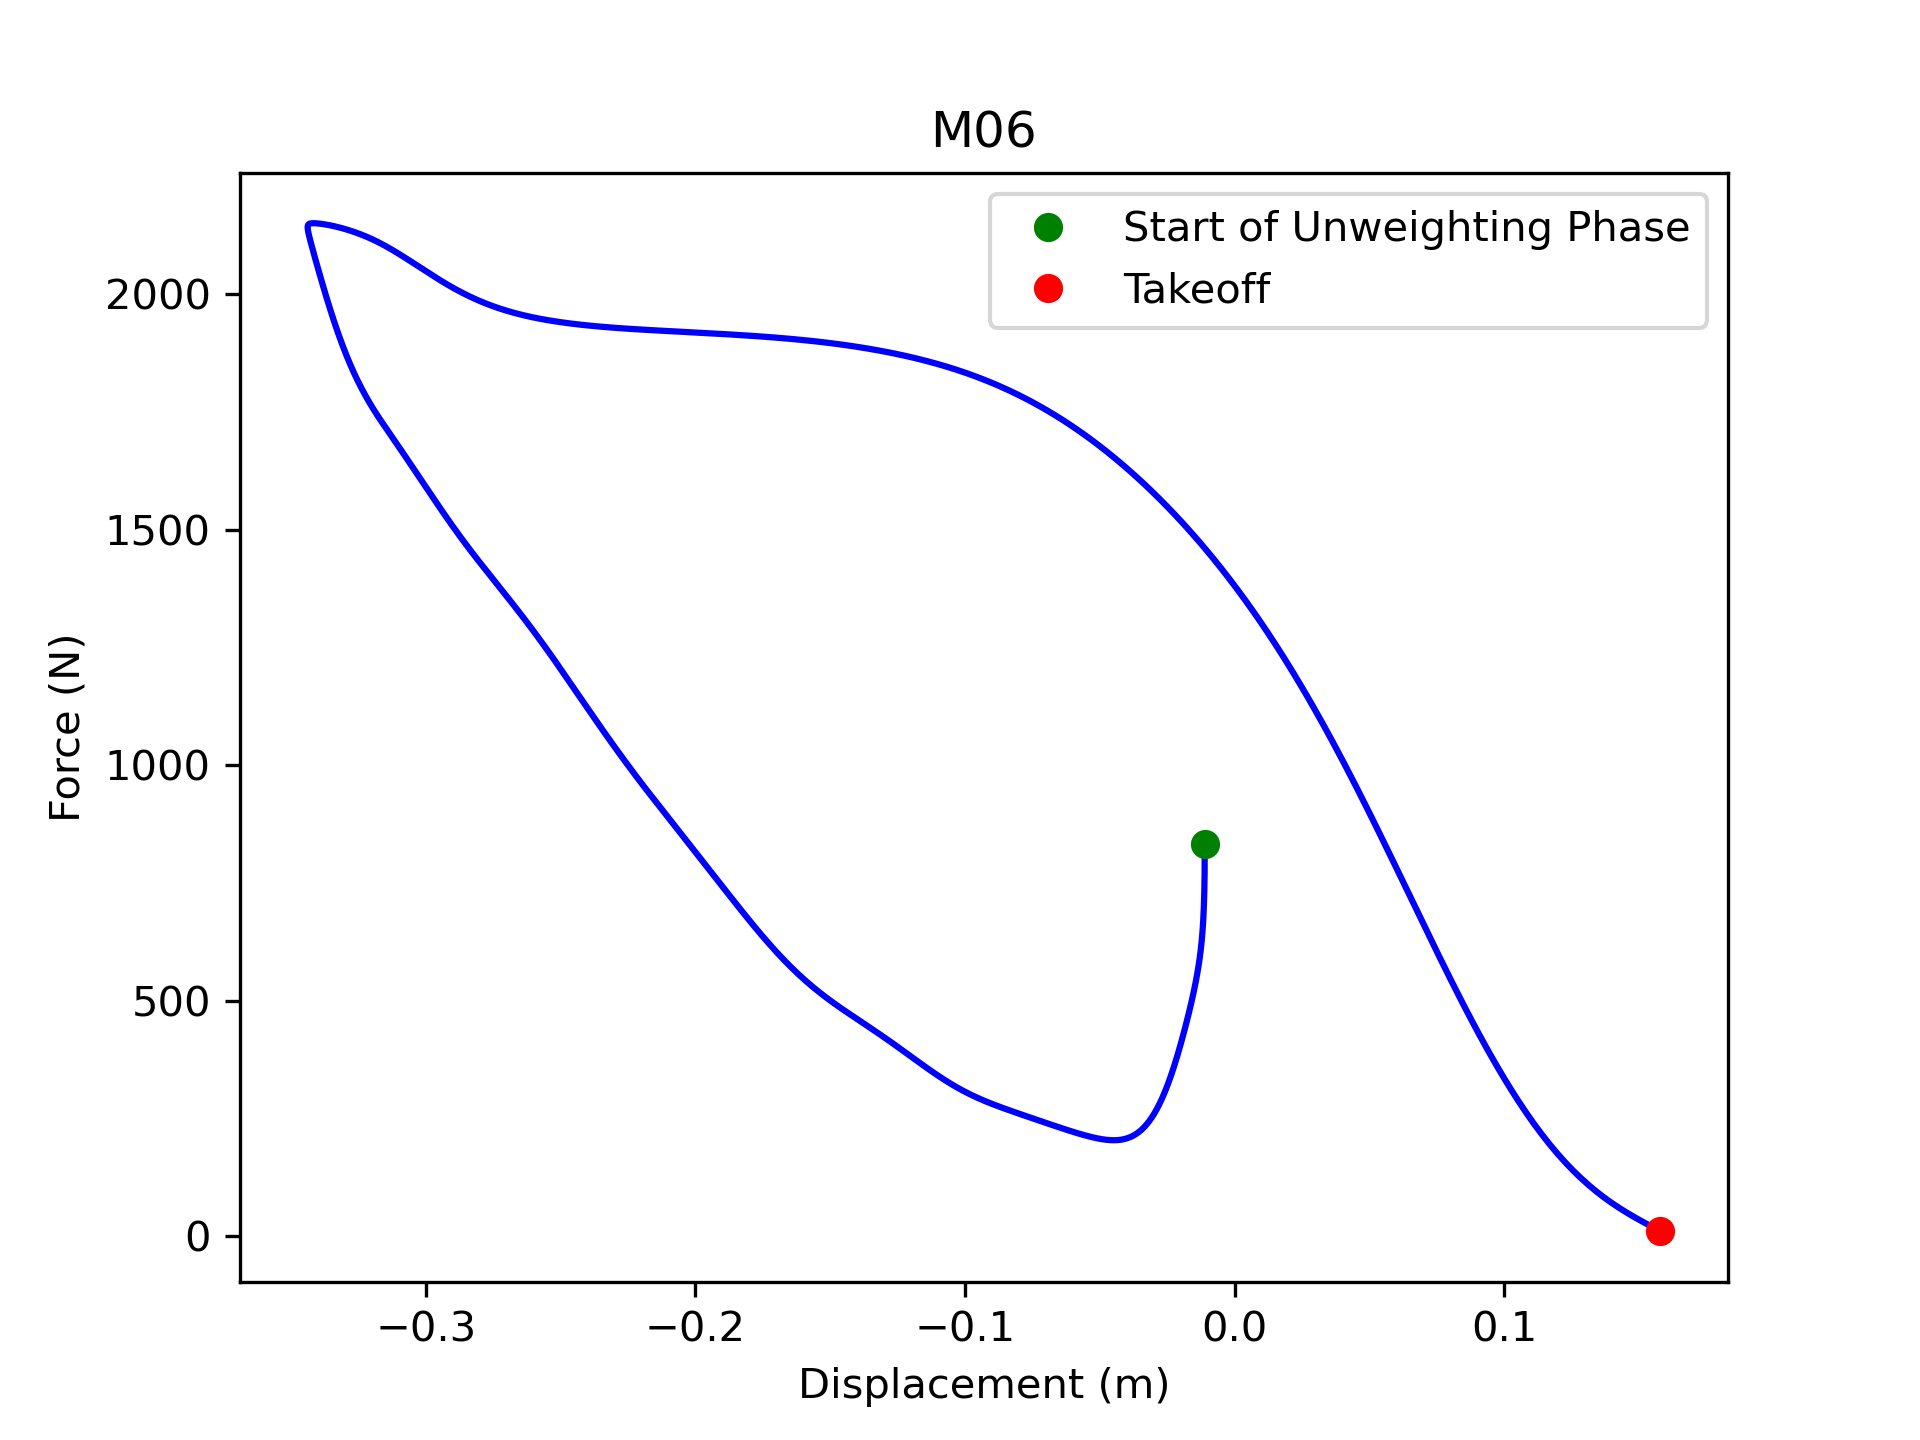 M06
Start of Unweighting Phase
Takeoff
2000
1500
1000
500
0
Force (N)
−0.3
−0.2
−0.1
0.0
0.1
Displacement (m)